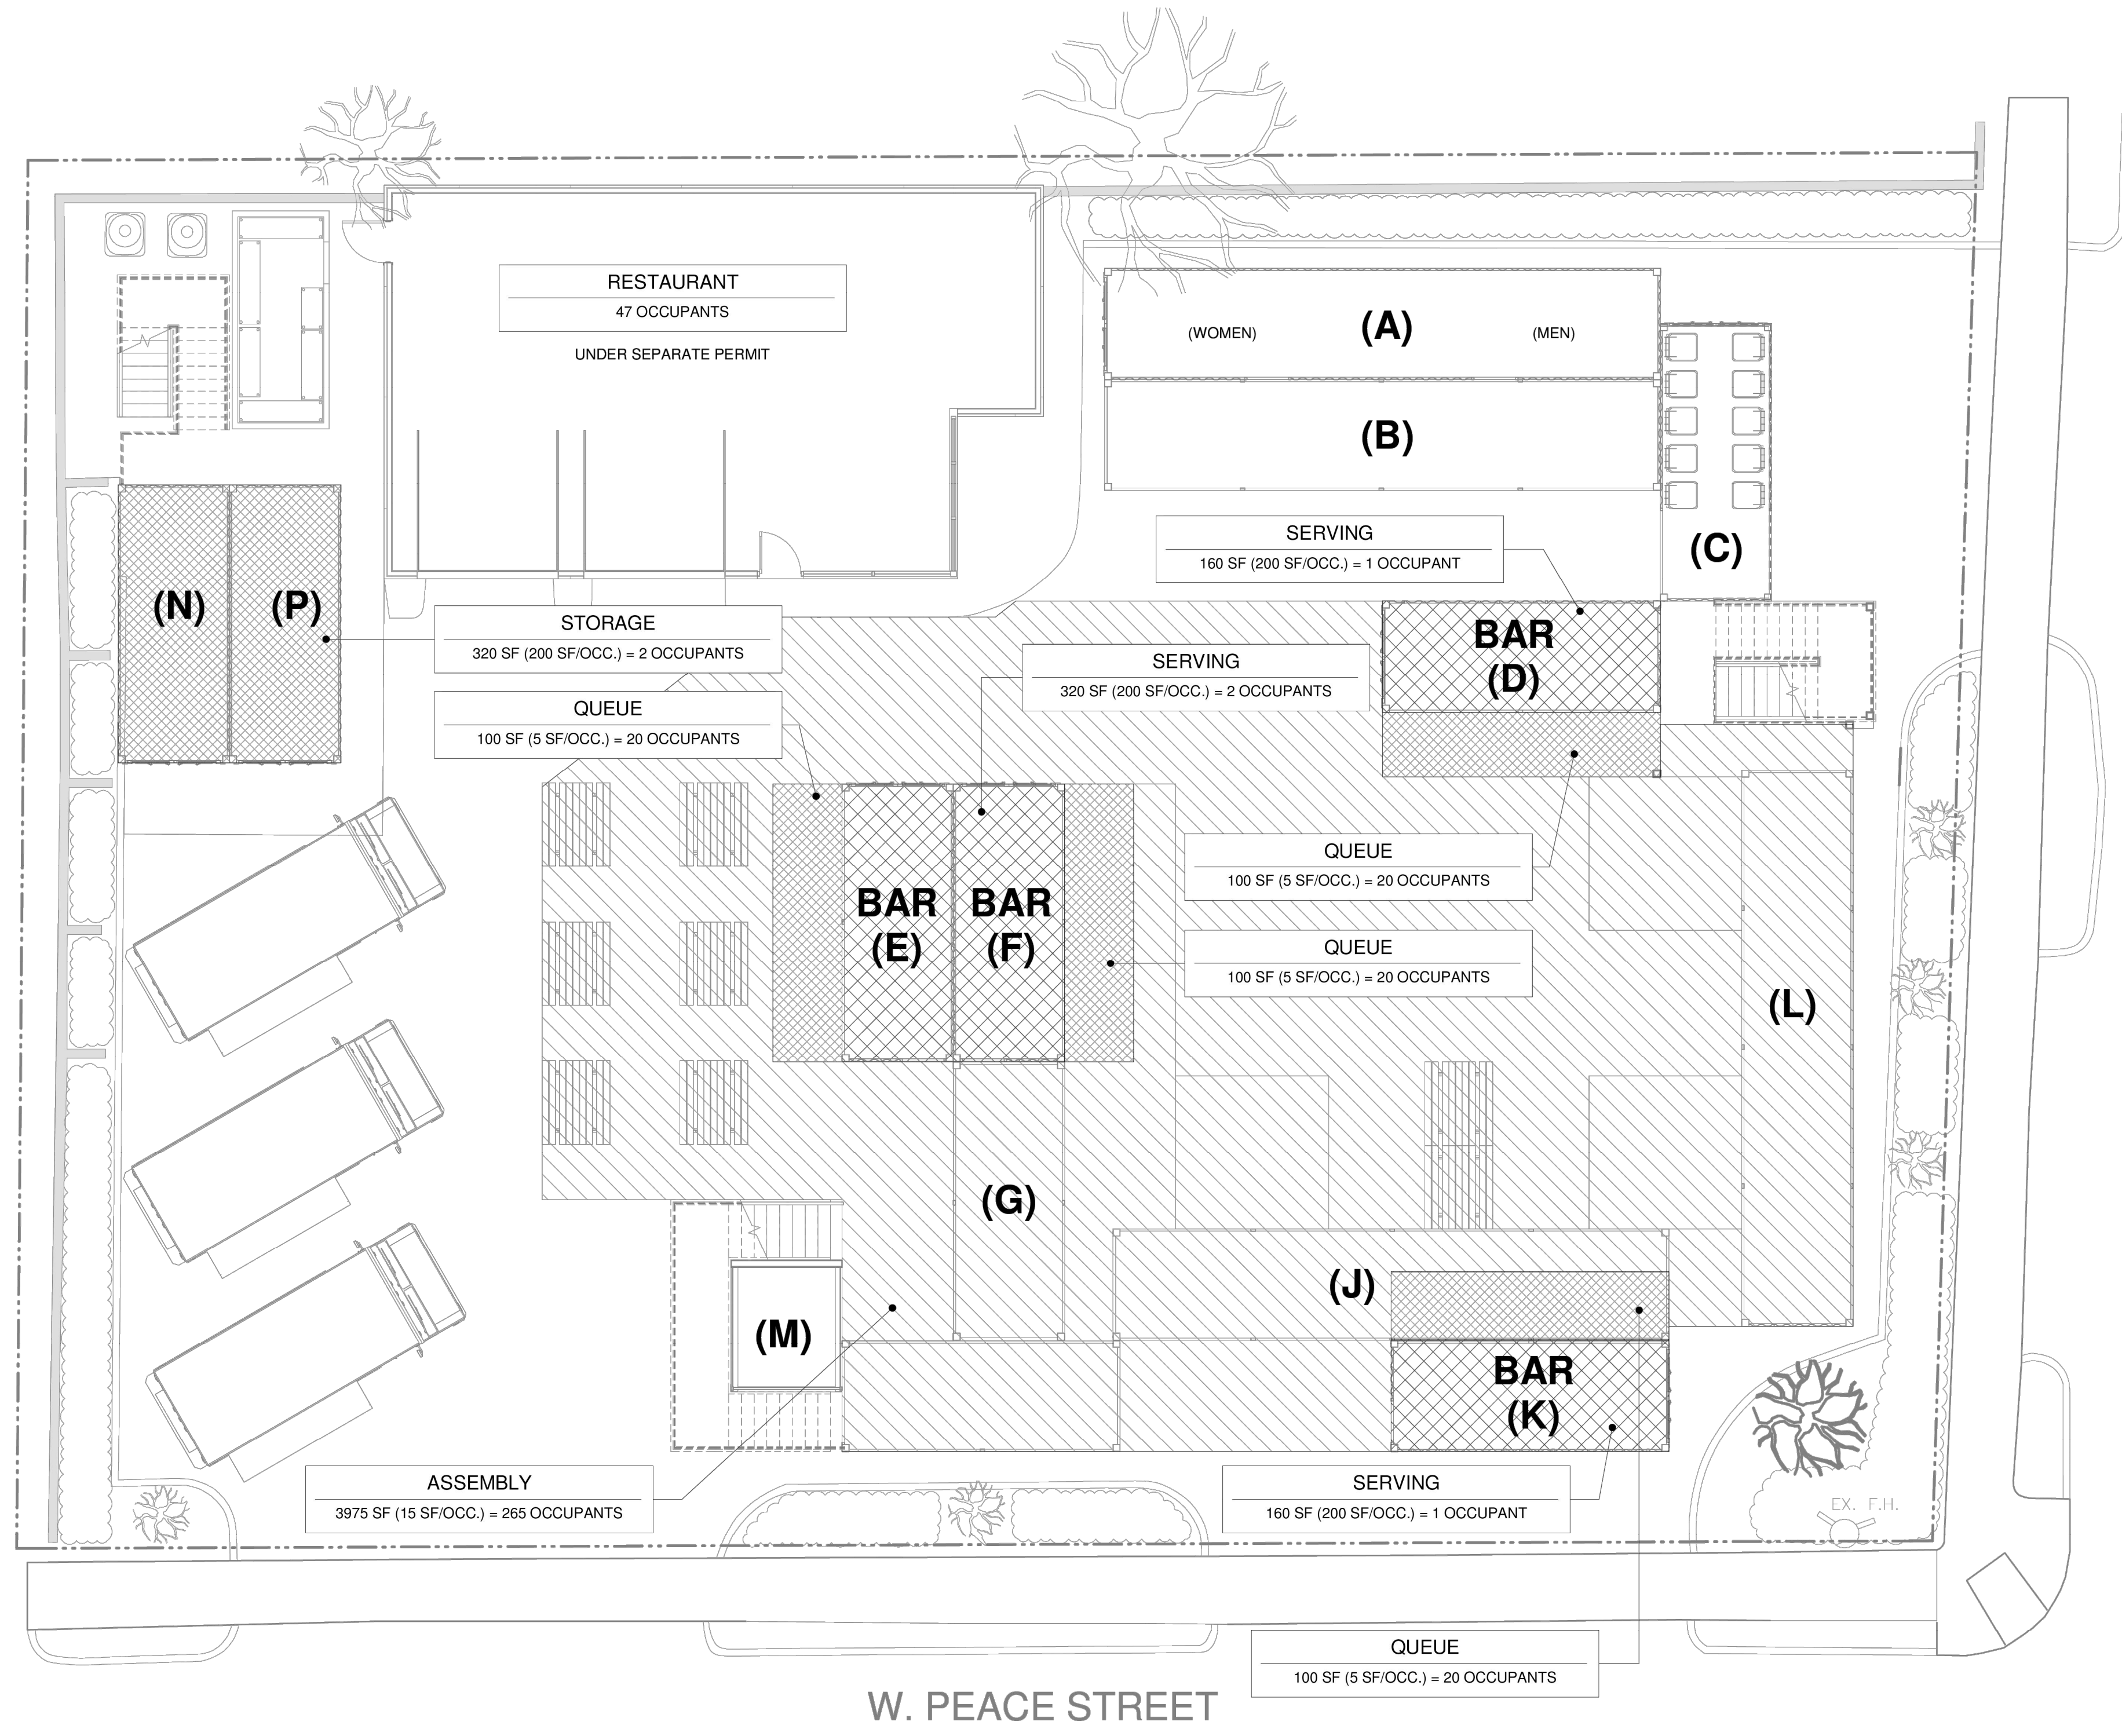 RESTAURANT
47 OCCUPANTS
UNDER SEPARATE PERMIT
(WOMEN)
(A)
(MEN)
(B)
(C)
SERVING
160 SF (200 SF/OCC.) = 1 OCCUPANT
(N)
(P)
STORAGE
320 SF (200 SF/OCC.) = 2 OCCUPANTS
BAR
(D)
SERVING
320 SF (200 SF/OCC.) = 2 OCCUPANTS
QUEUE
100 SF (5 SF/OCC.) = 20 OCCUPANTS
QUEUE
100 SF (5 SF/OCC.) = 20 OCCUPANTS
BAR
(E)
BAR
(F)
QUEUE
100 SF (5 SF/OCC.) = 20 OCCUPANTS
(L)
(G)
(J)
(M)
BAR
(K)
ASSEMBLY
3975 SF (15 SF/OCC.) = 265 OCCUPANTS
SERVING
160 SF (200 SF/OCC.) = 1 OCCUPANT
EX. F.H.
QUEUE
100 SF (5 SF/OCC.) = 20 OCCUPANTS
W. PEACE STREET